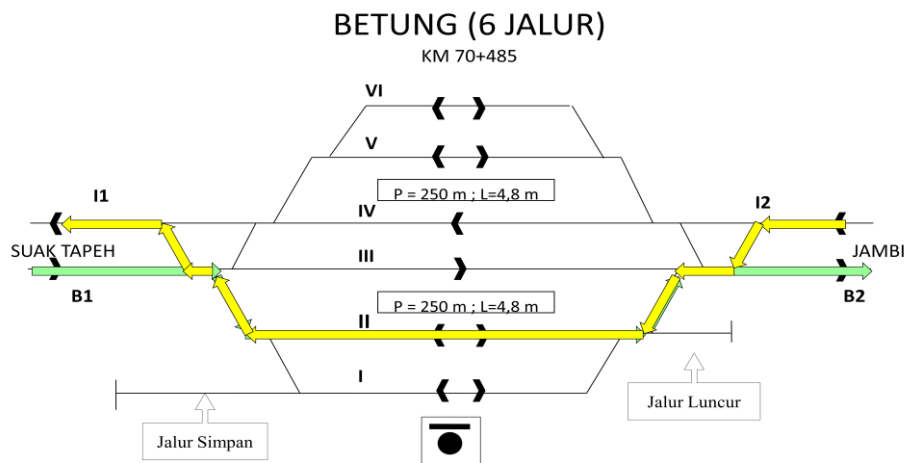 BETUNG (6 JALUR)
KM 70+485
VI
V
P = 250 m ; L=4,8 m
I1
IV
I2
SUAK TAPEH
III
JAMBI
B1
B2
P = 250 m ; L=4,8 m
II
I
Jalur Luncur
Jalur Simpan